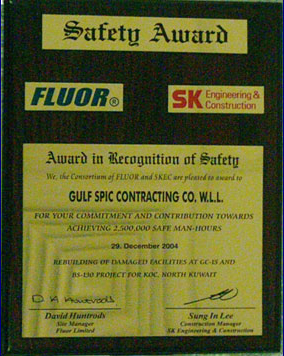 Safety Award
FLUOR®
SK Engineering &
Construction
Award in Recognition of Safety
We, the Consortium of FLUOR and SKEC are pleased to award to
GULF SPIC CONTRACTING CO. W.L.L.
FOR YOUR COMMITMENT AND CONTRIBUTION TOWARDS
ACHIEVING 2,500,000 SAFE MAN-HOURS
29. December 2004
REBUILDING OF DAMAGED FACILITIES AT GC-15 AND
BS-130 PROJECT FOR KOC, NORTH KUWAIT
D A Huntrods
David Huntrods
Sung In Lee
Site Manager
Construction Manager
Fluor Limited
SK Engineering & Construction